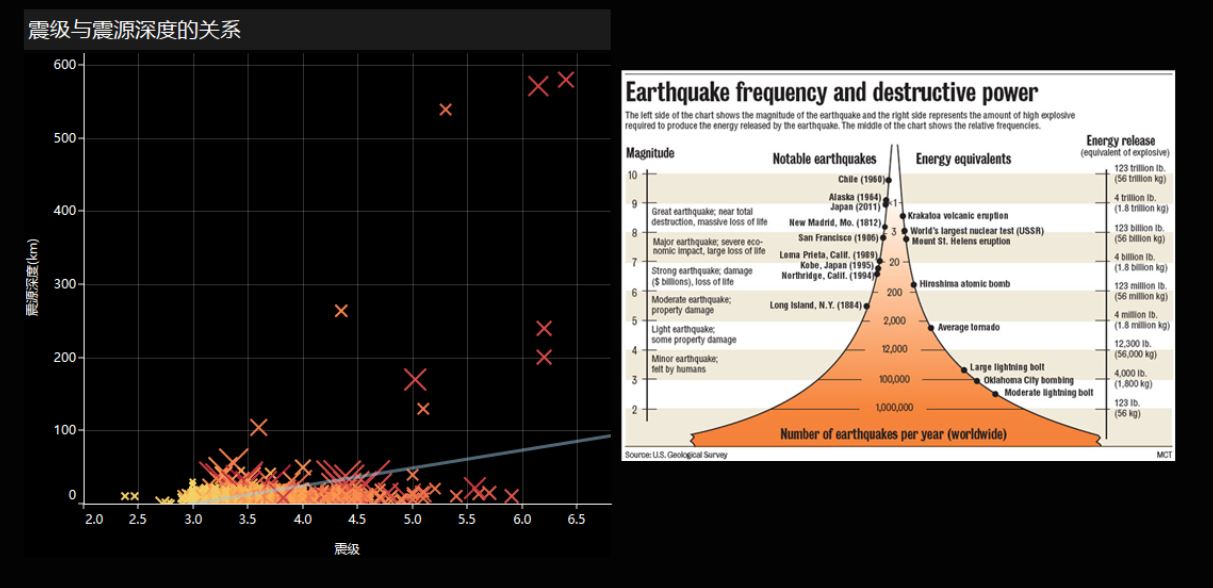 震级与震源深度的关系
600
500
400
300
200
100
0
震源深度(km)
2.0 2.5 3.0 3.5 4.0 4.5 5.0 5.5 6.0 6.5
震级
Earthquake frequency and destructive power
The left side of the chart shows the magnitude of the earthquake and the right side represents the amount of high explosive
required to produce the energy released by the earthquake. The middle of the chart shows the relative frequencies.
Magnitude
Notable earthquakes
Energy equivalents
Energy release
(equivalent of explosive)
10
9
8
7
6
5
4
3
2
Great earthquake; near total
destruction, massive loss of life
Major earthquake; severe eco-
nomic impact, large loss of life
Strong earthquake; damage
($ billions), loss of life
Moderate earthquake;
property damage
Light earthquake;
some property damage
Minor earthquake;
felt by humans
Chile (1960)
Alaska (1964)
Japan (2011)
New Madrid, Mo. (1812)
San Francisco (1906)
Loma Prieta, Calif. (1989)
Kobe, Japan (1995)
Northridge, Calif. (1994)
Long Island, N.Y. (1884)
<1
3
20
200
2,000
12,000
100,000
1,000,000
Krakatoa volcanic eruption
World's largest nuclear test (USSR)
Mount St. Helens eruption
Hiroshima atomic bomb
Average tornado
Large lightning bolt
Oklahoma City bombing
Moderate lightning bolt
123 trillion lb.
(56 trillion kg)
4 trillion lb.
(1.8 trillion kg)
123 billion lb.
(56 billion kg)
4 billion lb.
(1.8 billion kg)
123 million lb.
(56 million kg)
4 million lb.
(1.8 million kg)
12,300 lb.
(56,000 kg)
4,000 lb.
(1,800 kg)
123 lb.
(56 kg)
Number of earthquakes per year (worldwide)
Source: U.S. Geological Survey
MCT